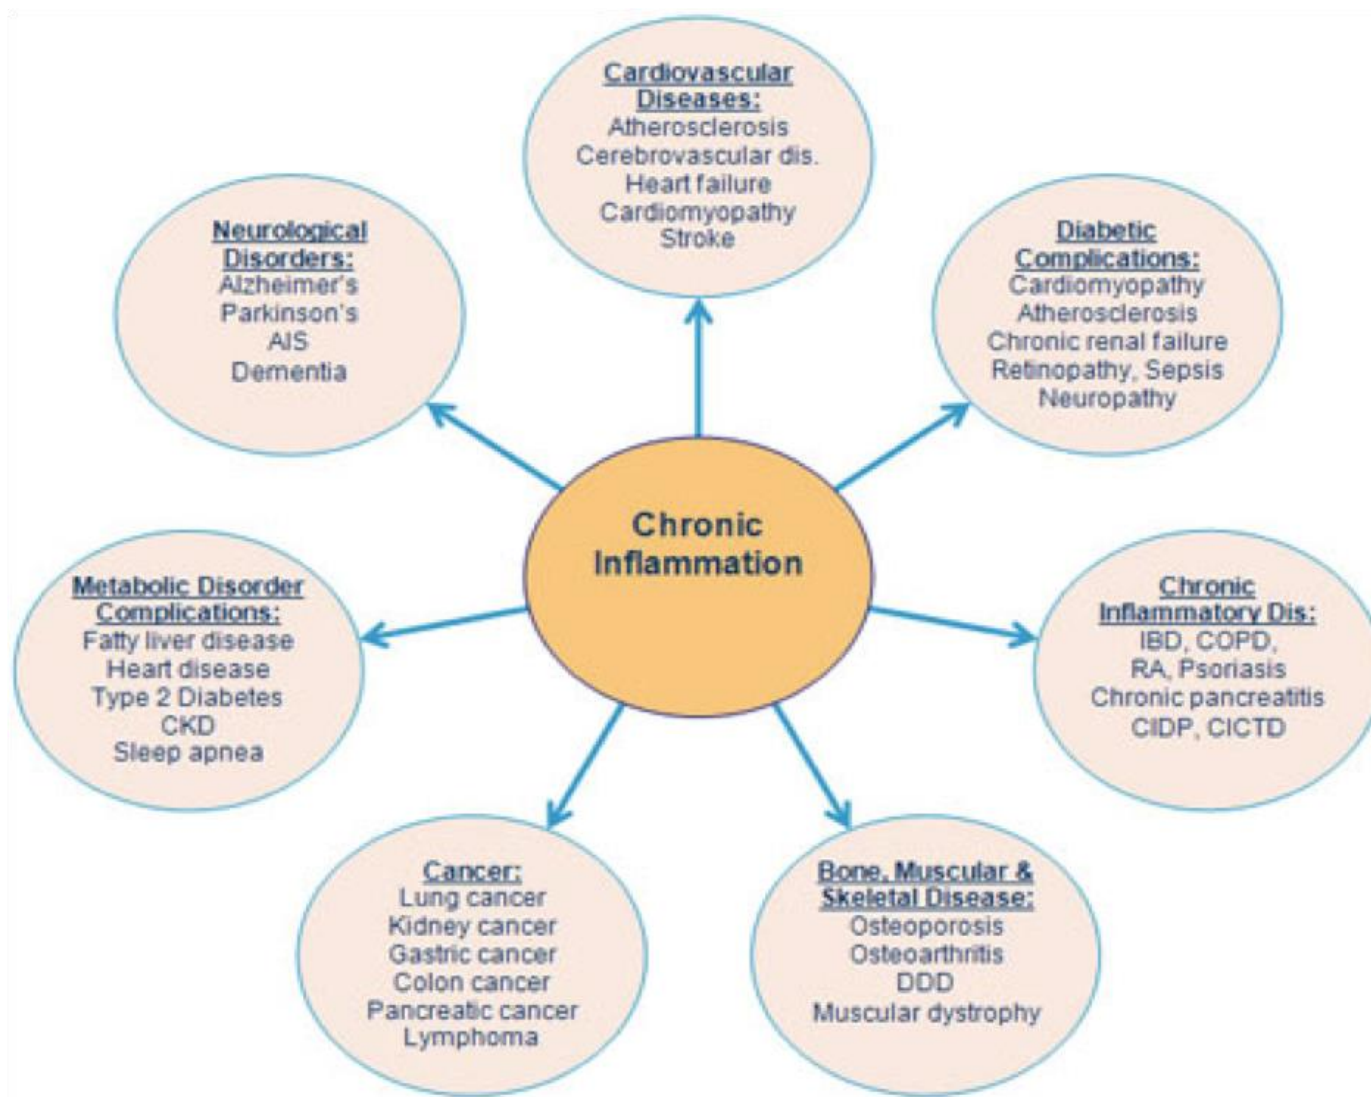 Cardiovascular
Diseases:
Atherosclerosis
Cerebrovascular dis.
Heart failure
Cardiomyopathy
Stroke
Neurological
Disorders:
Alzheimer's
Parkinson's
AIS
Dementia
Diabetic
Complications:
Cardiomyopathy
Atherosclerosis
Chronic renal failure
Retinopathy, Sepsis
Neuropathy
Chronic
Inflammation
Metabolic Disorder
Complications:
Fatty liver disease
Heart disease
Type 2 Diabetes
CKD
Sleep apnea
Chronic
Inflammatory Dis:
IBD, COPD,
RA, Psoriasis
Chronic pancreatitis
CIDP, CICTD
Cancer:
Lung cancer
Kidney cancer
Gastric cancer
Colon cancer
Pancreatic cancer
Lymphoma
Bone, Muscular &
Skeletal Disease:
Osteoporosis
Osteoarthritis
DDD
Muscular dystrophy